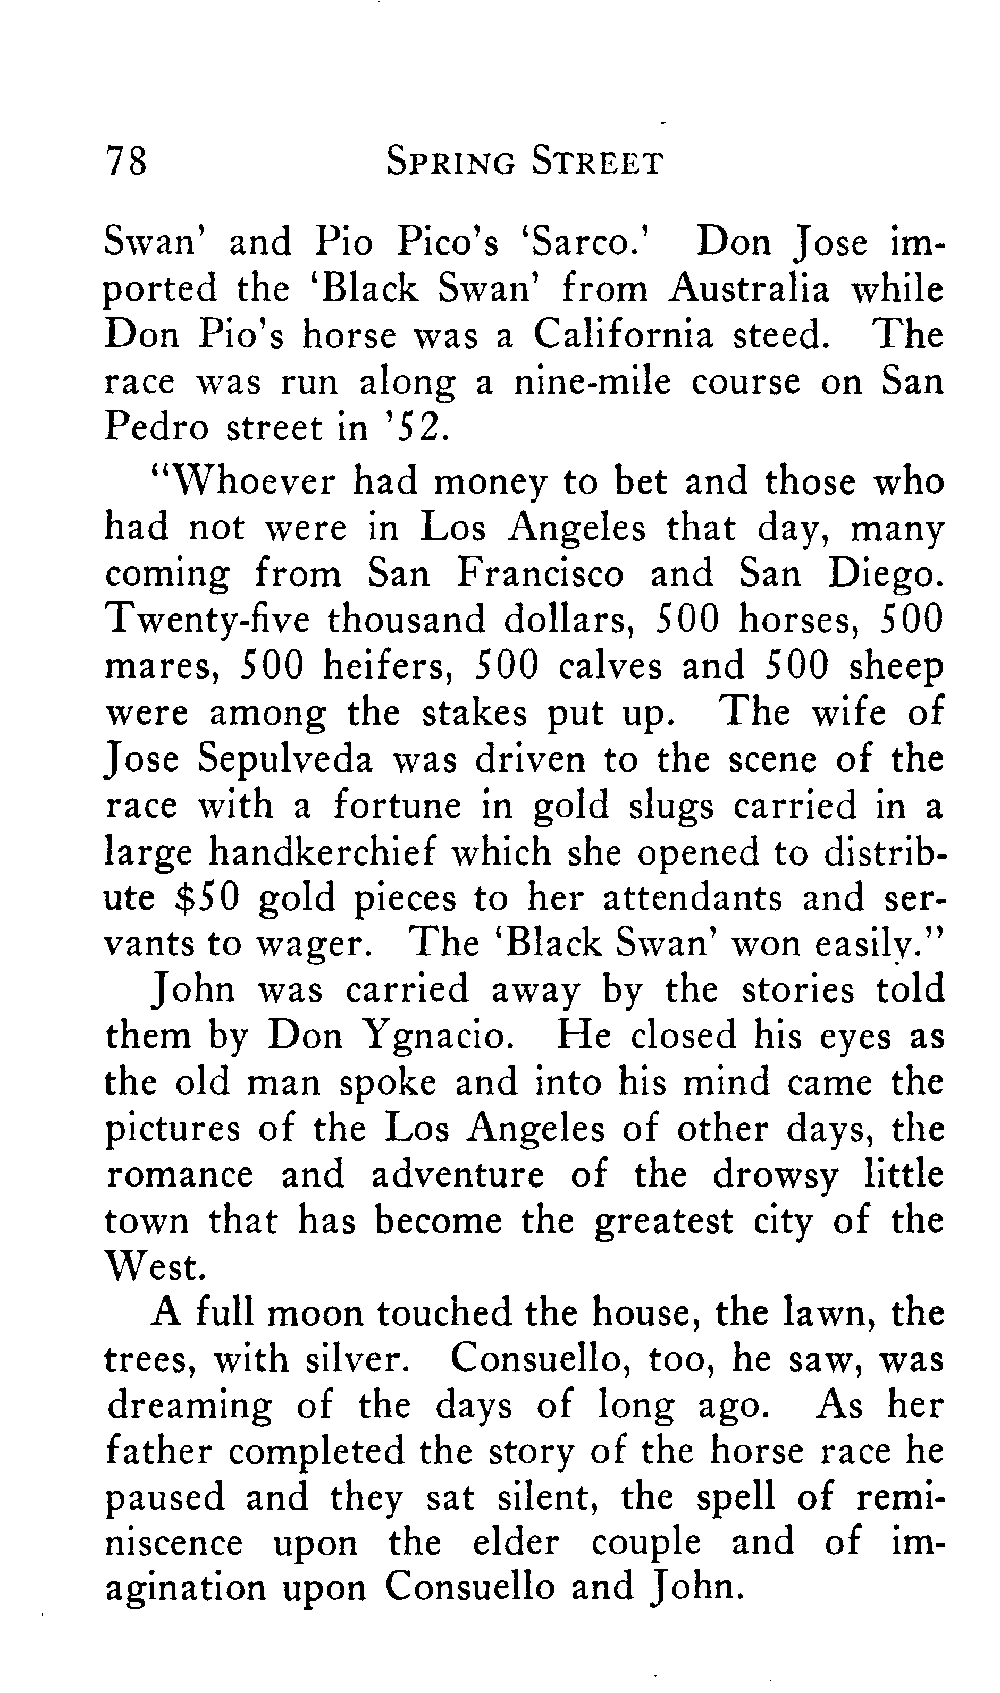 78 SPRING STREET
Swan' and Pio Pico's 'Sarco.' Don Jose im-
ported the 'Black Swan' from Australia while
Don Pio's horse was a California steed. The
race was run along a nine-mile course on San
Pedro street in '52.
"Whoever had money to bet and those who
had not were in Los Angeles that day, many
coming from San Francisco and San Diego.
Twenty-five thousand dollars, 500 horses, 500
mares, 500 heifers, 500 calves and 500 sheep
were among the stakes put up. The wife of
Jose Sepulveda was driven to the scene of the
race with a fortune in gold slugs carried in a
large handkerchief which she opened to distrib-
ute $50 gold pieces to her attendants and ser-
vants to wager. The 'Black Swan' won easily."
John was carried away by the stories told
them by Don Ygnacio. He closed his eyes as
the old man spoke and into his mind came the
pictures of the Los Angeles of other days, the
romance and adventure of the drowsy little
town that has become the greatest city of the
West.
A full moon touched the house, the lawn, the
trees, with silver. Consuello, too, he saw, was
dreaming of the days of long ago. As her
father completed the story of the horse race he
paused and they sat silent, the spell of remi-
niscence upon the elder couple and of im-
agination upon Consuello and John.